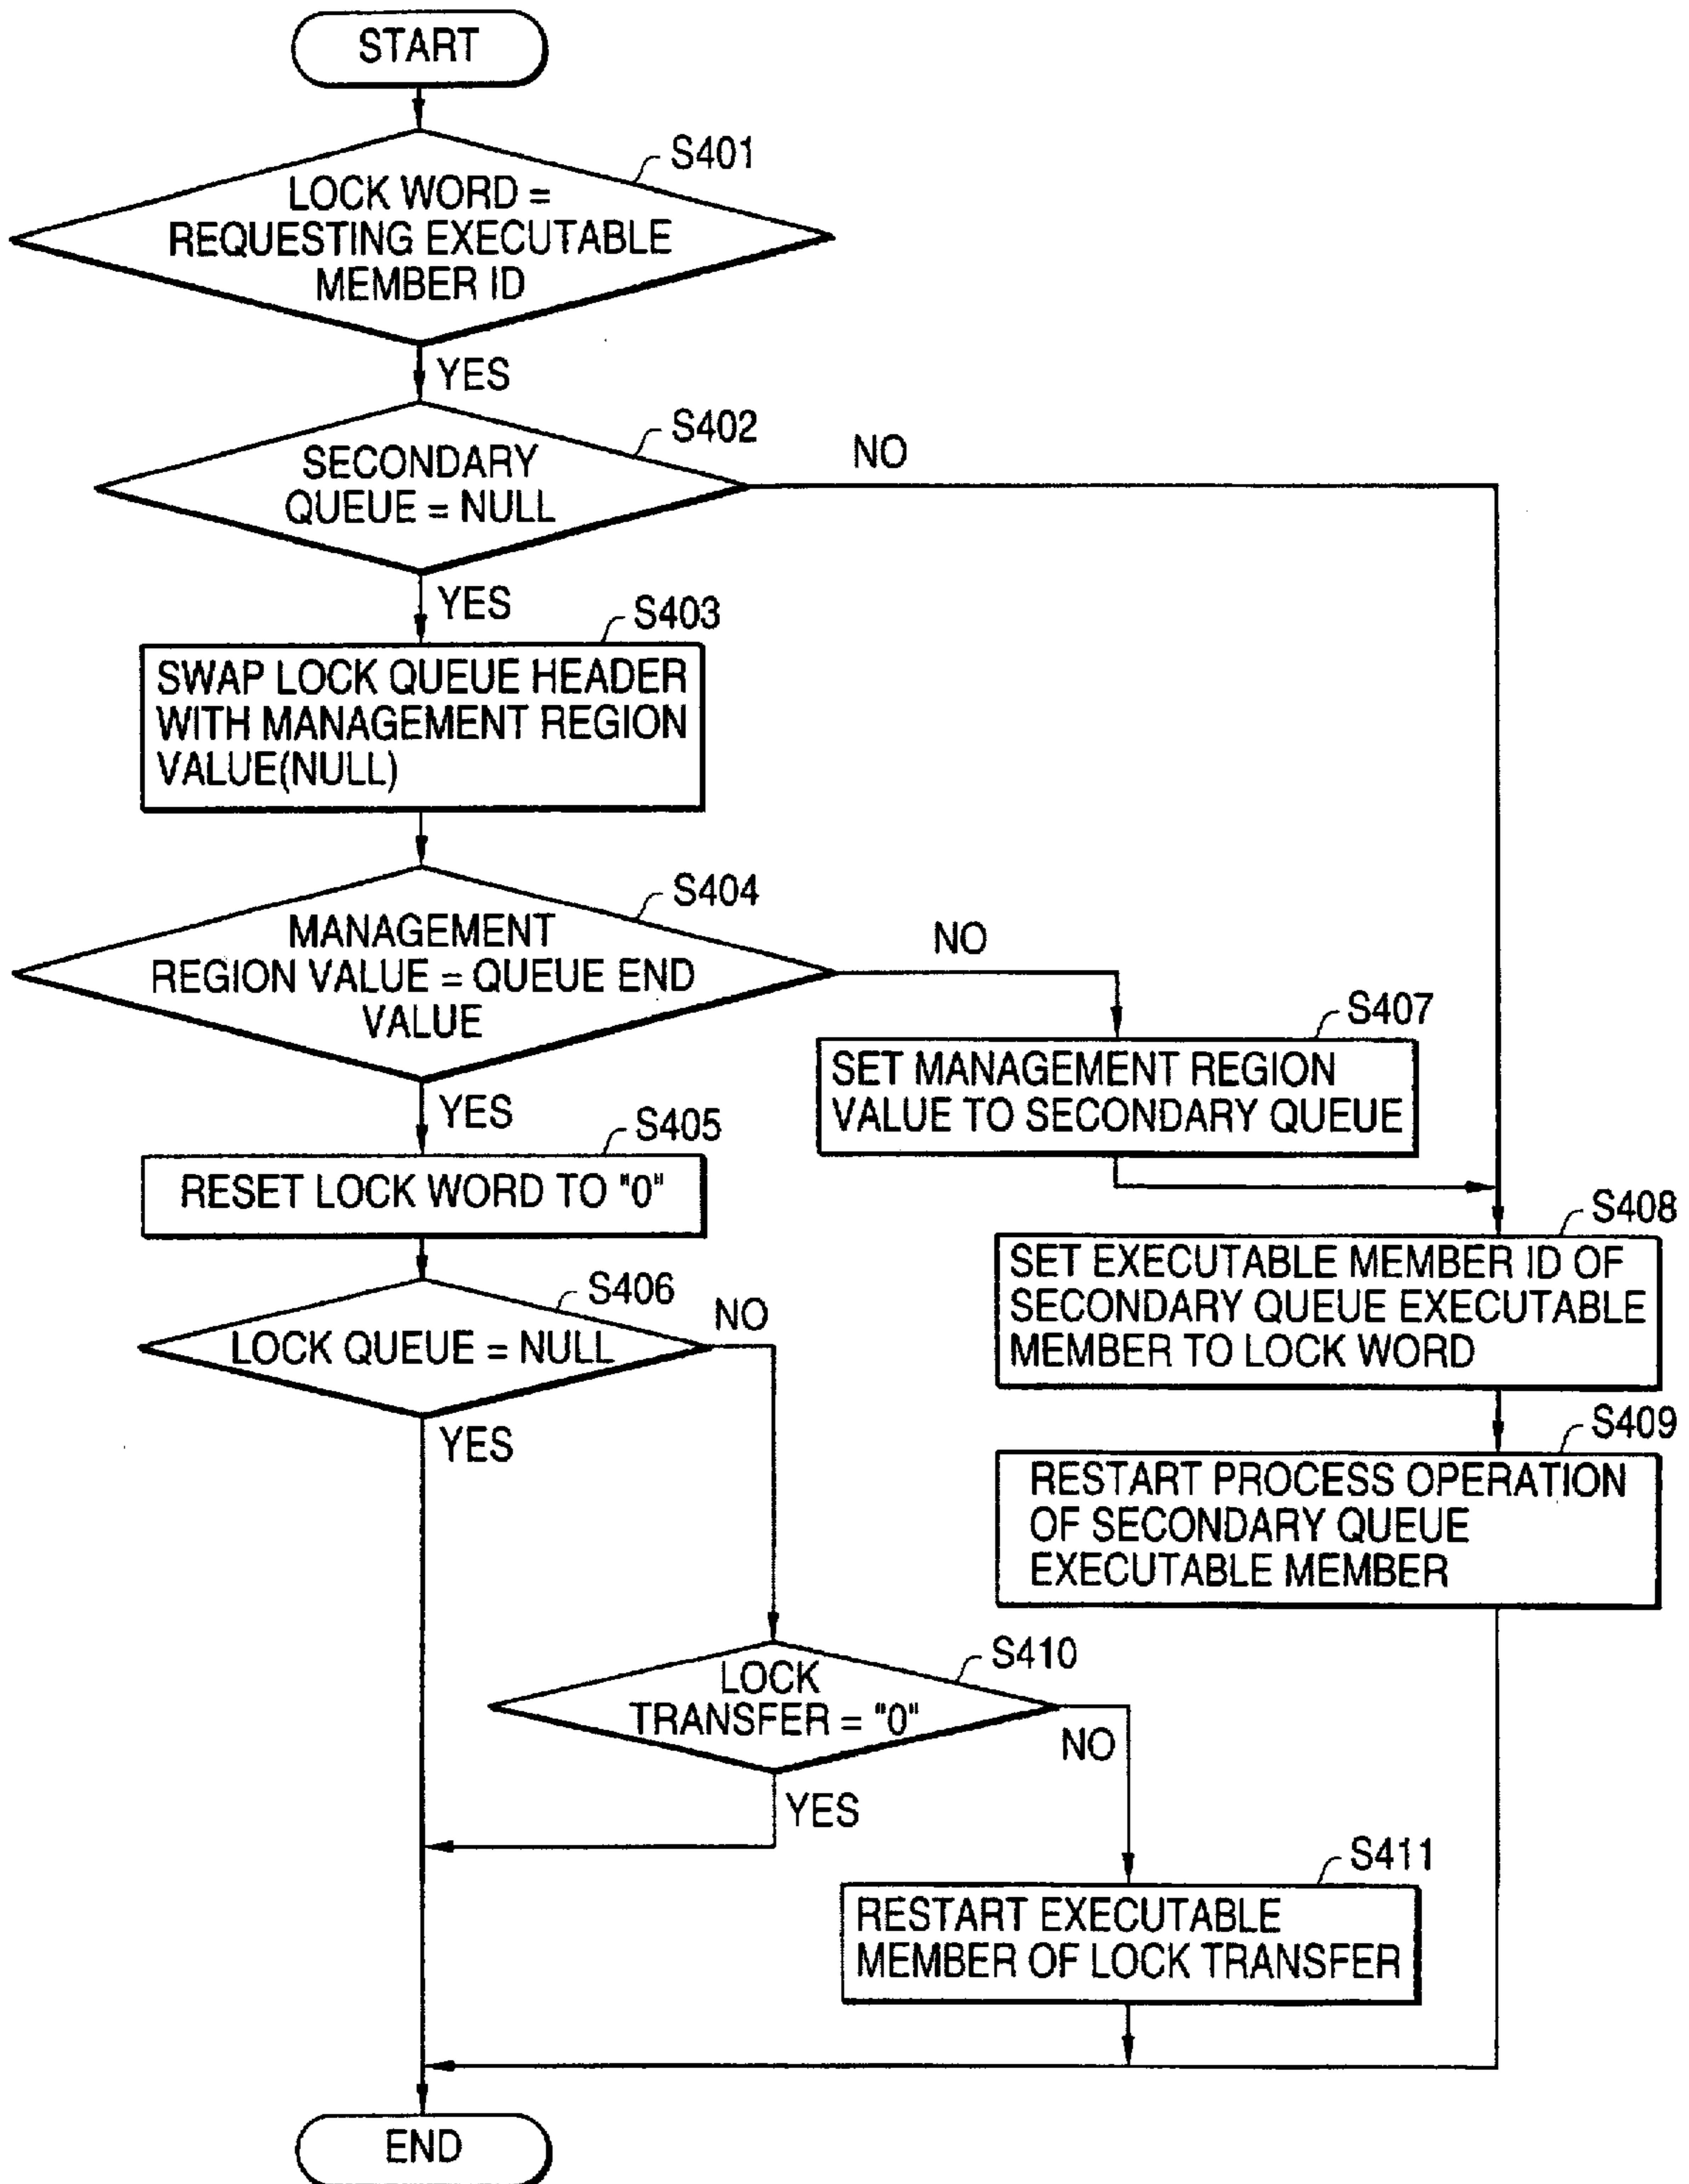 START
S401
LOCK WORD =
REQUESTING EXECUTABLE
MEMBER ID
YES
S402
SECONDARY
QUEUE = NULL
NO
YES
S403
SWAP LOCK QUEUE HEADER
WITH MANAGEMENT REGION
VALUE(NULL)
S404
MANAGEMENT
REGION VALUE = QUEUE END
VALUE
NO
YES
S407
SET MANAGEMENT REGION
VALUE TO SECONDARY QUEUE
S405
RESET LOCK WORD TO "0"
S408
SET EXECUTABLE MEMBER ID OF
SECONDARY QUEUE EXECUTABLE
MEMBER TO LOCK WORD
S406
LOCK QUEUE = NULL
NO
YES
S409
RESTART PROCESS OPERATION
OF SECONDARY QUEUE
EXECUTABLE MEMBER
S410
LOCK
TRANSFER = "0"
NO
YES
S411
RESTART EXECUTABLE
MEMBER OF LOCK TRANSFER
END